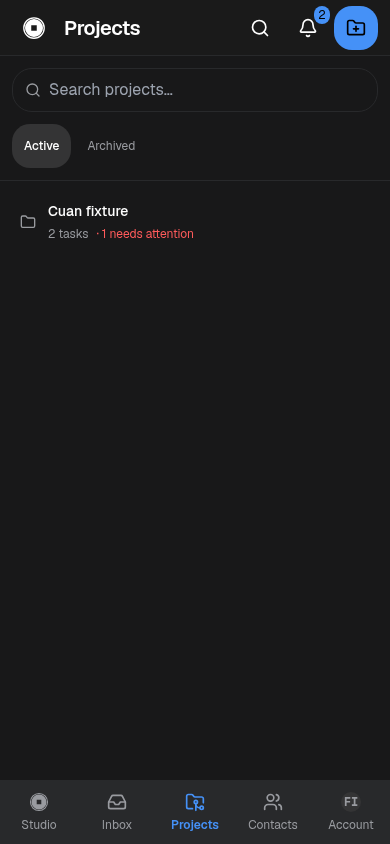 Projects
2
Search projects...
Active
Archived
Cuan fixture
2 tasks · 1 needs attention
FI
Studio
Inbox
Projects
Contacts
Account